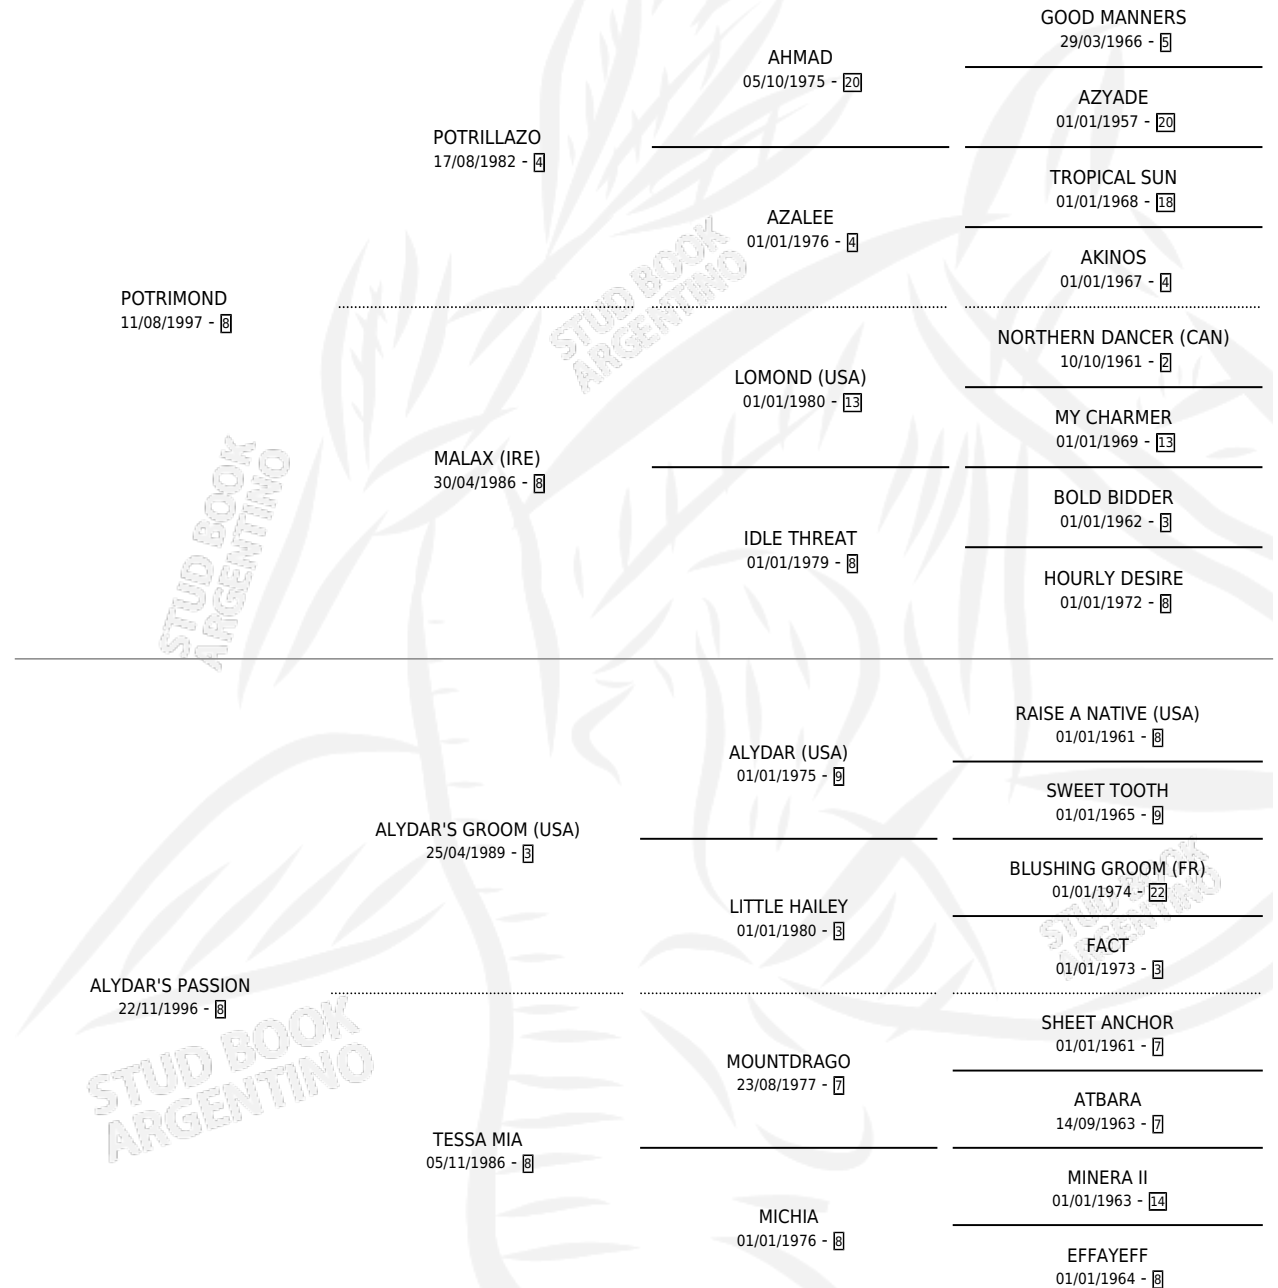 GOOD MANNERS
29/03/1966 - 5
AHMAD
05/10/1975 - 20
AZYADE
01/01/1957 - 20
POTRILLAZO
17/08/1982 - 4
TROPICAL SUN
01/01/1968 - 18
AZALEE
01/01/1976 - 4
AKINOS
01/01/1967 - 4
STUD BOOK
ARGENTINO
POTRIMOND
11/08/1997 - 8
NORTHERN DANCER (CAN)
10/10/1961 - 2
LOMOND (USA)
01/01/1980 - 13
MY CHARMER
01/01/1969 - 13
MALAX (IRE)
30/04/1986 - 8
BOLD BIDDER
01/01/1962 - 3
IDLE THREAT
01/01/1979 - 8
HOURLY DESIRE
01/01/1972 - 8
STUD BOOK
ARGENTINO
RAISE A NATIVE (USA)
01/01/1961 - 8
ALYDAR (USA)
01/01/1975 - 9
SWEET TOOTH
01/01/1965 - 9
ALYDAR'S GROOM (USA)
25/04/1989 - 3
BLUSHING GROOM (FR)
01/01/1974 - 22
LITTLE HAILEY
01/01/1980 - 3
FACT
01/01/1973 - 3
STUD BOOK
ARGENTINO
ALYDAR'S PASSION
22/11/1996 - 8
SHEET ANCHOR
01/01/1961 - 7
MOUNTDRAGO
23/08/1977 - 7
ATBARA
14/09/1963 - 7
STUD BOOK
ARGENTINO
TESSA MIA
05/11/1986 - 8
MINERA II
01/01/1963 - 14
MICHIA
01/01/1976 - 8
EFFAYEFF
01/01/1964 - 8